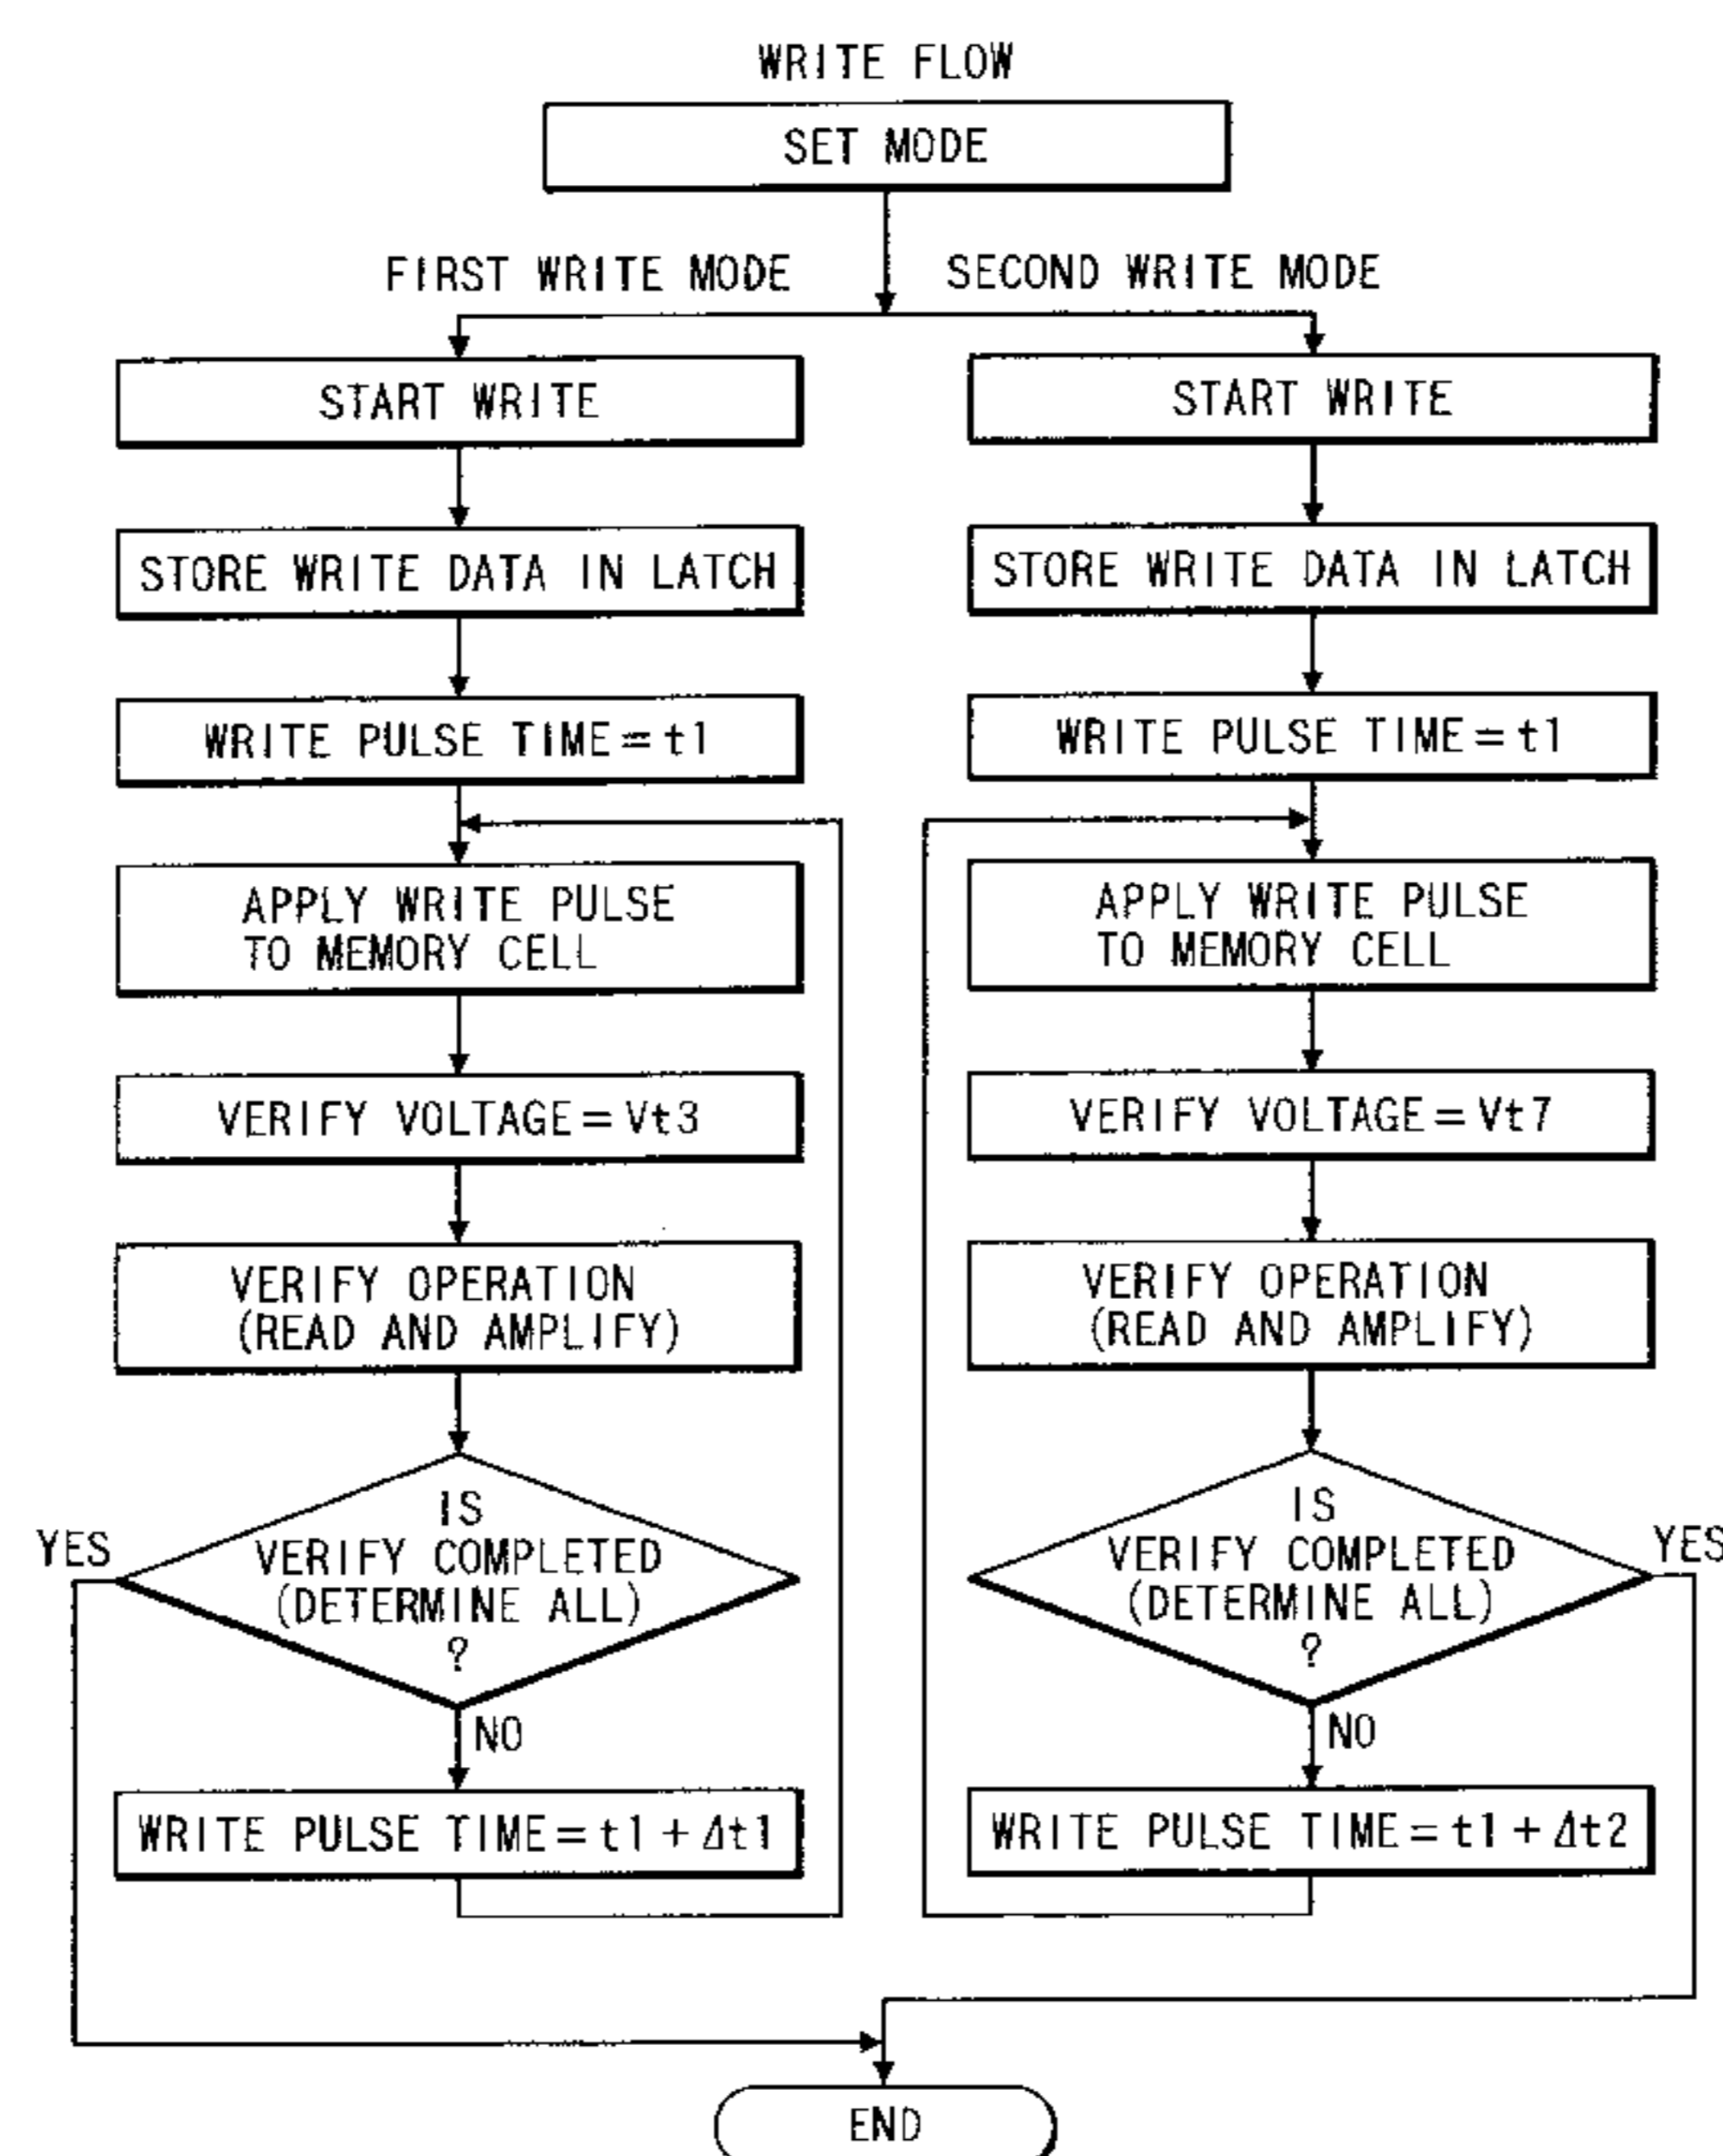 WRITE FLOW
SET MODE
FIRST WRITE MODE
SECOND WRITE MODE
START WRITE
STORE WRITE DATA IN LATCH
WRITE PULSE TIME=t1
APPLY WRITE PULSE
TO MEMORY CELL
VERIFY VOLTAGE=Vt3
VERIFY OPERATION
(READ AND AMPLIFY)
IS
VERIFY COMPLETED
(DETERMINE ALL)
?
YES
NO
WRITE PULSE TIME=t1+Δt1
START WRITE
STORE WRITE DATA IN LATCH
WRITE PULSE TIME=t1
APPLY WRITE PULSE
TO MEMORY CELL
VERIFY VOLTAGE=Vt7
VERIFY OPERATION
(READ AND AMPLIFY)
IS
VERIFY COMPLETED
(DETERMINE ALL)
?
YES
NO
WRITE PULSE TIME=t1+Δt2
END